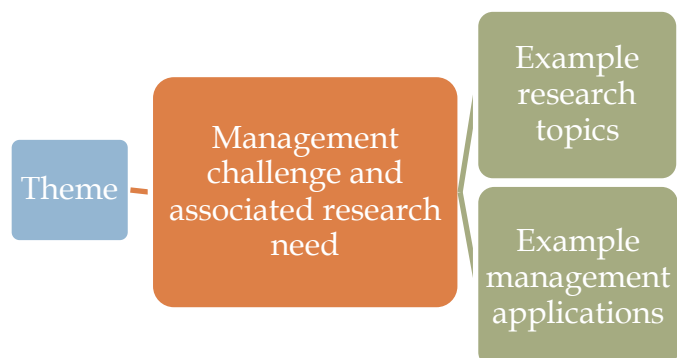 Theme
Management
challenge and
associated research
need
Example
research
topics
Example
management
applications